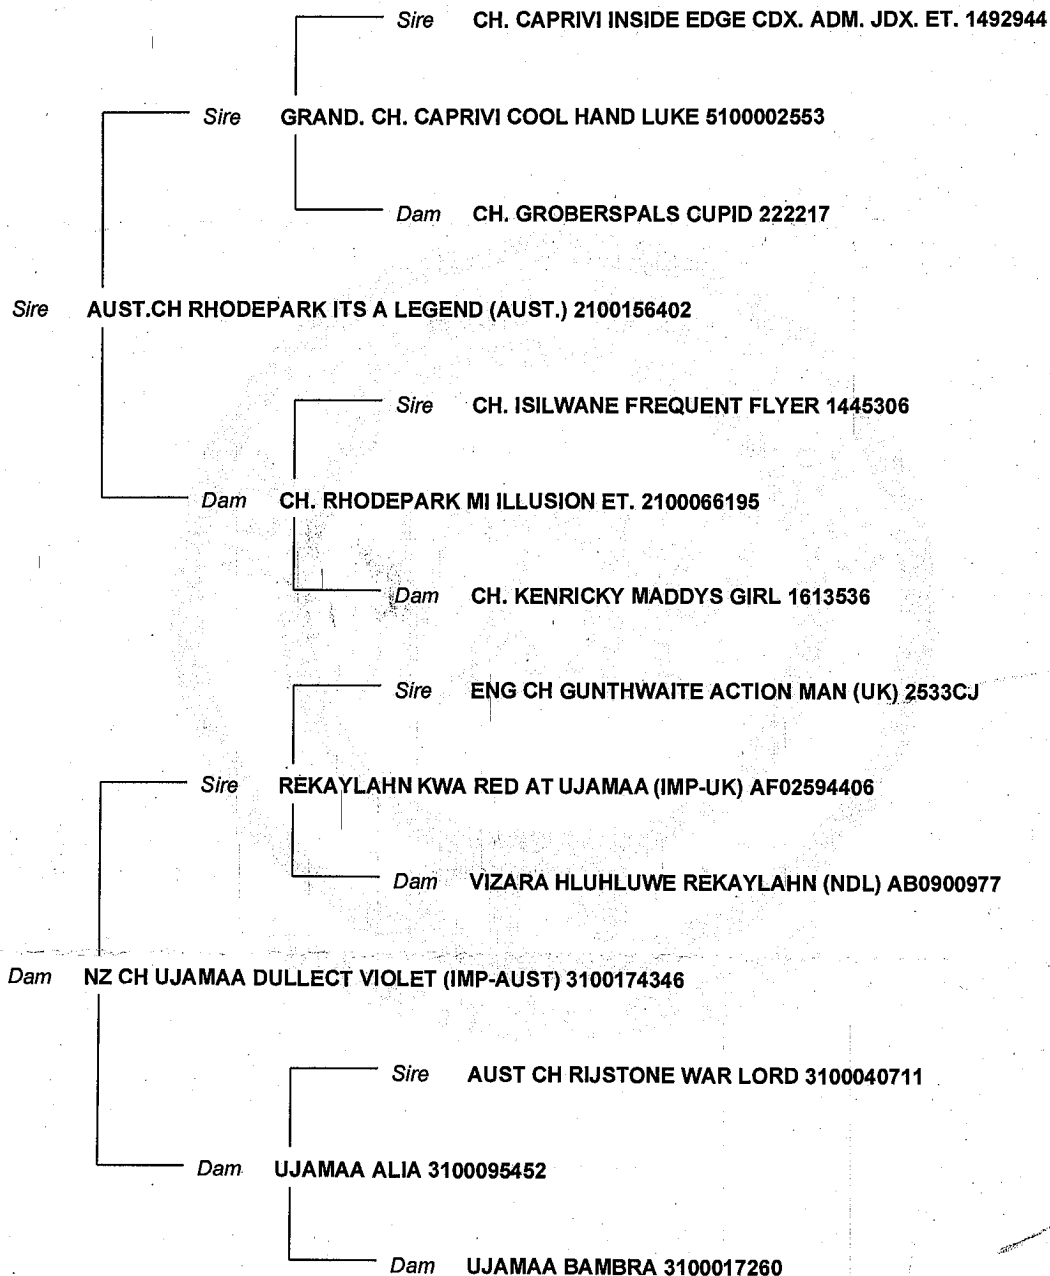 Sire CH. CAPRIVI INSIDE EDGE CDX. ADM. JDX. ET. 1492944
Sire GRAND. CH. CAPRIVI COOL HAND LUKE 5100002553
Dam CH. GROBERSPALS CUPID 222217
Sire AUST.CH RHODEPARK ITS A LEGEND (AUST.) 2100156402
Sire CH. ISILWANE FREQUENT FLYER 1445306
Dam CH. RHODEPARK MI ILLUSION ET. 2100066195
Dam CH. KENRICKY MADDYS GIRL 1613536
Sire ENG CH GUNTHWAITE ACTION MAN (UK) 2533CJ
Sire REKAYLAHN KWA RED AT UJAMAA (IMP-UK) AF02594406
Dam VIZARA HLUHLUWE REKAYLAHN (NDL) AB0900977
Dam NZ CH UJAMAA DULLECT VIOLET (IMP-AUST) 3100174346
Sire AUST CH RIJSTONE WAR LORD 3100040711
Dam UJAMAA ALIA 3100095452
Dam UJAMAA BAMBRA 3100017260